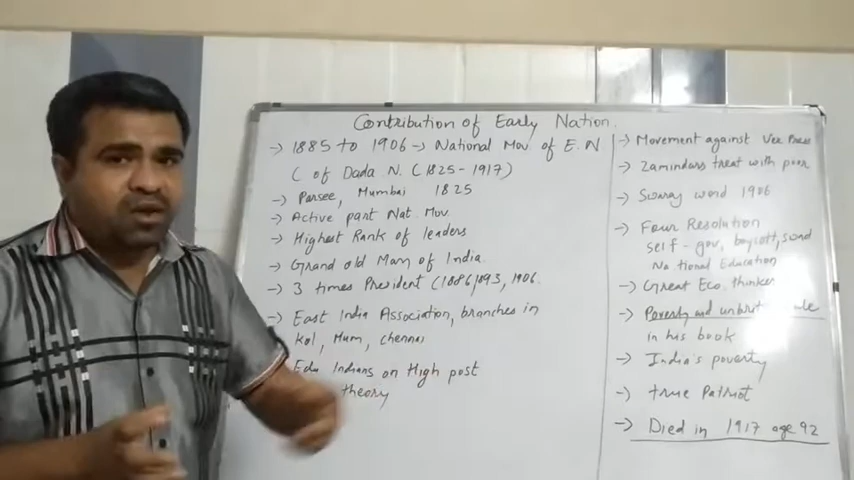 Contribution of Early Nation.
→ 1885 to 1906 → National Mov of E.N
( of Dada. N. (1825 - 1917)
→ Parsee, Mumbai 1825
→ Active part Nat. Mov.
→ Highest Rank of leaders
→ Grand old Man of India.
→ 3 times President (1886,1893, 1906.
→ East India Association, branches in
Kol, Mum, chennai
Edu Indians on High post
theory
→ Movement against Press
→ Zamindars treat with poor
→ Swaraj word 1906
→ Four Resolution
self - gov, boycott,
National Education
→ Great Eco. thinker
→ Poverty and
in his book
→ India's poverty
→ true Patriot
→ Died in 1917 age 92